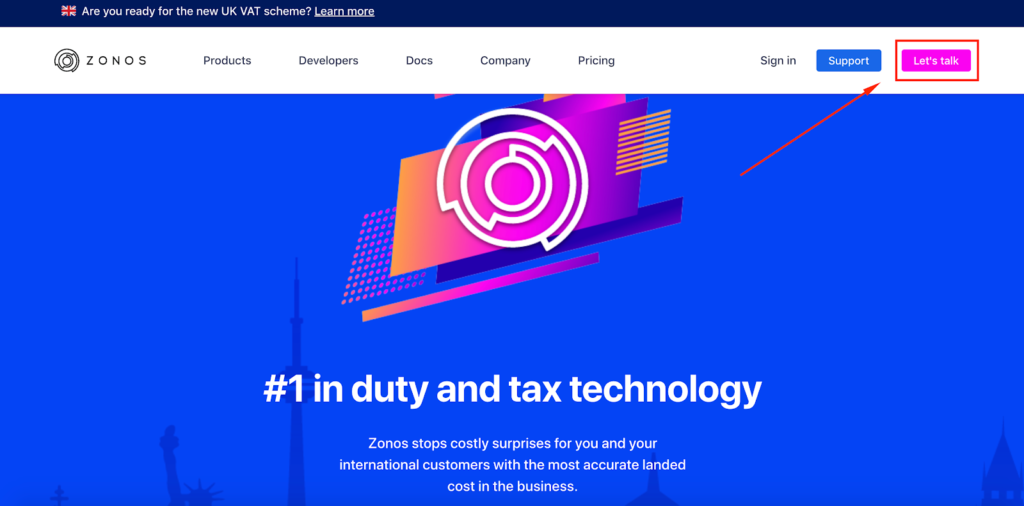 Are you ready for the new UK VAT scheme? Learn more
ZONOS Products Developers Docs Company Pricing Sign in Support Let's talk
#1 in duty and tax technology
Zonos stops costly surprises for you and your
international customers with the most accurate landed
cost in the business.